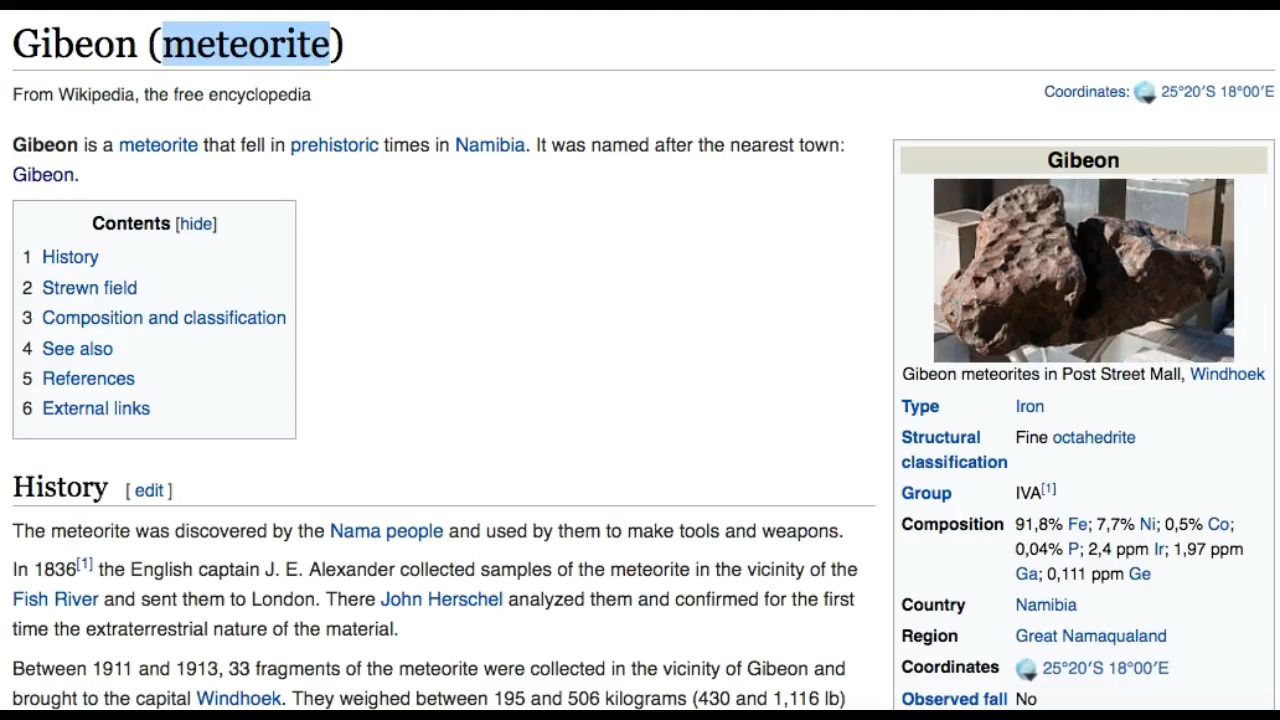 Gibeon (meteorite)
From Wikipedia, the free encyclopedia
Coordinates: 25°20′S 18°00′E
Gibeon is a meteorite that fell in prehistoric times in Namibia. It was named after the nearest town:
Gibeon.
Contents [hide]
1 History
2 Strewn field
3 Composition and classification
4 See also
5 References
6 External links
History [ edit ]
The meteorite was discovered by the Nama people and used by them to make tools and weapons.
In 1836[1] the English captain J. E. Alexander collected samples of the meteorite in the vicinity of the
Fish River and sent them to London. There John Herschel analyzed them and confirmed for the first
time the extraterrestrial nature of the material.
Between 1911 and 1913, 33 fragments of the meteorite were collected in the vicinity of Gibeon and
brought to the capital Windhoek. They weighed between 195 and 506 kilograms (430 and 1,116 lb)
Gibeon
Gibeon meteorites in Post Street Mall, Windhoek
Type Iron
Structural Fine octahedrite
classification
Group IVA[1]
Composition 91,8% Fe; 7,7% Ni; 0,5% Co;
0,04% P; 2,4 ppm Ir; 1,97 ppm
Ga; 0,111 ppm Ge
Country Namibia
Region Great Namaqualand
Coordinates 25°20′S 18°00′E
Observed fall No